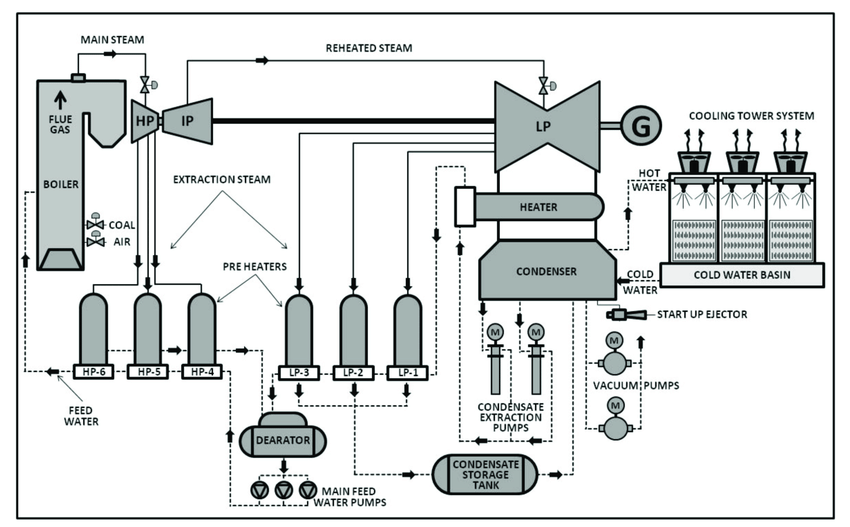 MAIN STEAM
REHEATED STEAM
FLUE
GAS
HP
IP
LP
G
COOLING TOWER SYSTEM
HOT
WATER
BOILER
EXTRACTION STEAM
HEATER
COAL
AIR
PRE HEATERS
CONDENSER
COLD
WATER
COLD WATER BASIN
START UP EJECTOR
M
M
M
HP-6
HP-5
HP-4
LP-3
LP-2
LP-1
VACUUM PUMPS
M
FEED
WATER
CONDENSATE
EXTRACTION
PUMPS
DEARATOR
CONDENSATE
STORAGE
TANK
MAIN FEED
WATER PUMPS